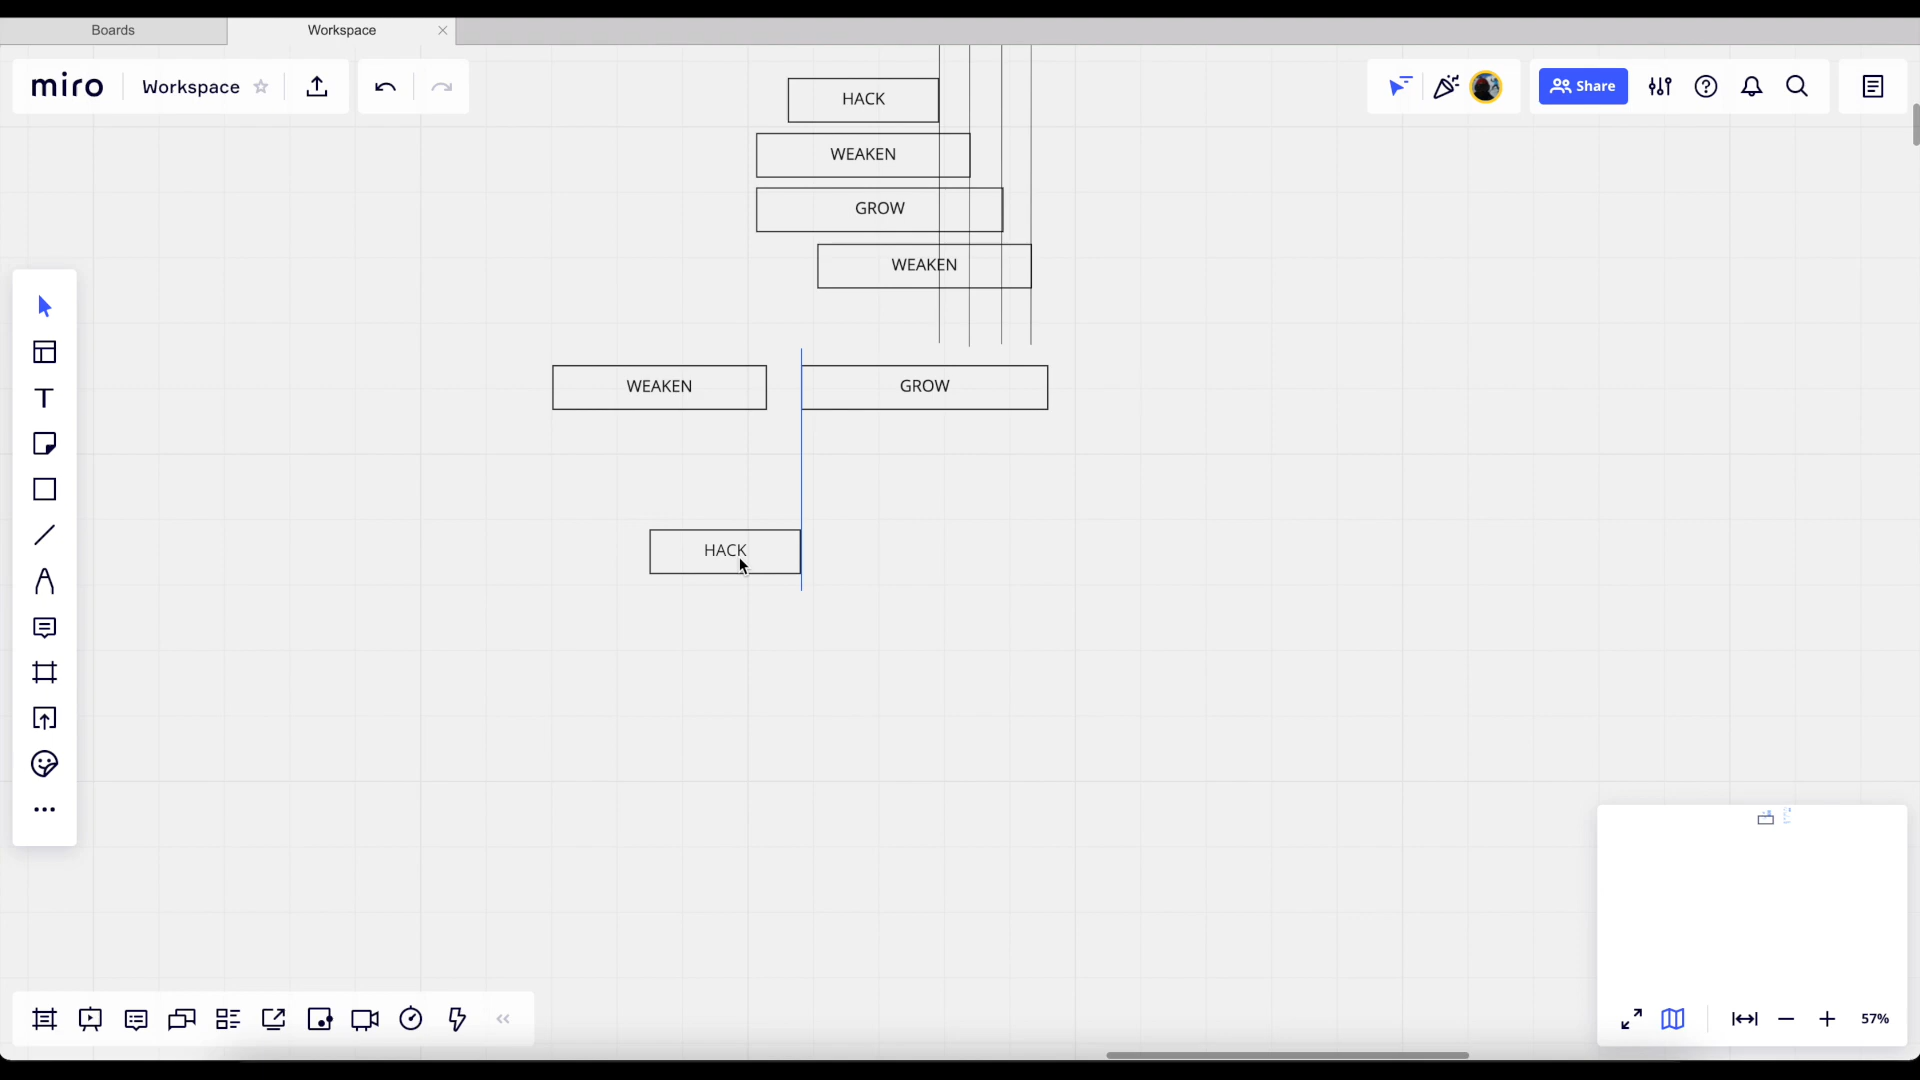 Boards
Workspace
miro
Workspace
Share
HACK
WEAKEN
GROW
WEAKEN
WEAKEN
GROW
HACK
57%